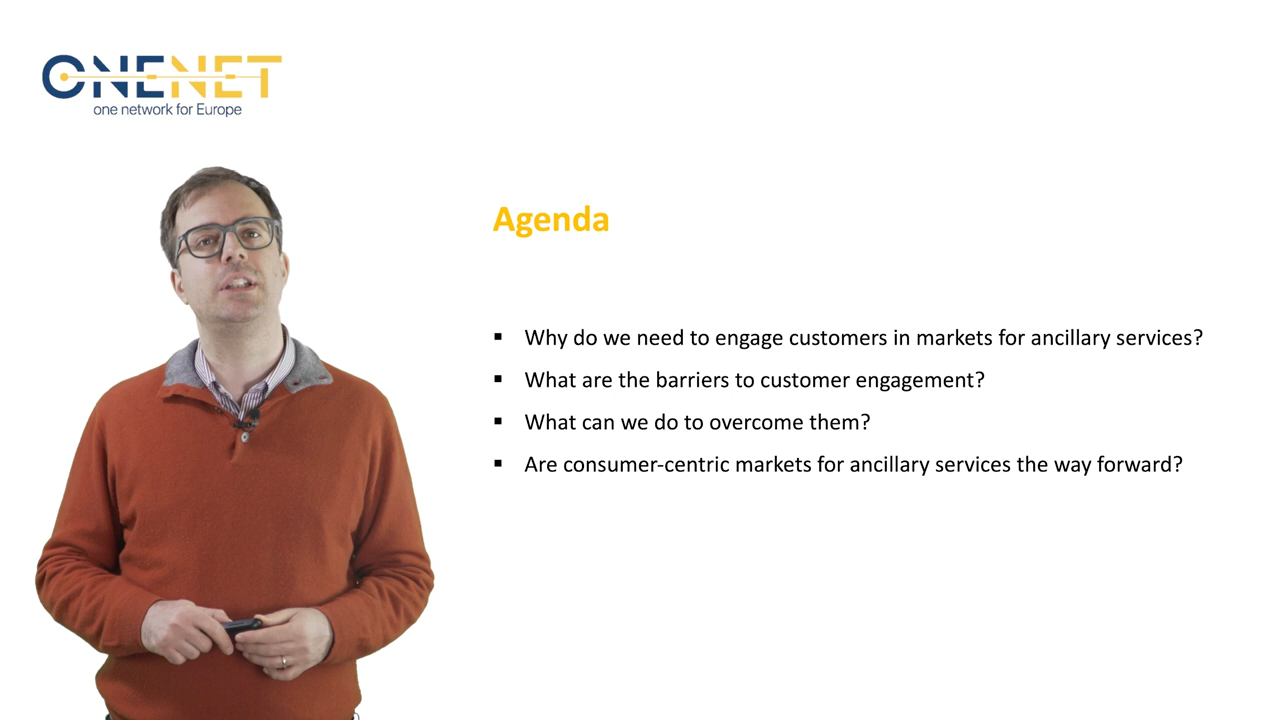 ONENET
one network for Europe
Agenda
▪ Why do we need to engage customers in markets for ancillary services?
▪ What are the barriers to customer engagement?
▪ What can we do to overcome them?
▪ Are consumer-centric markets for ancillary services the way forward?